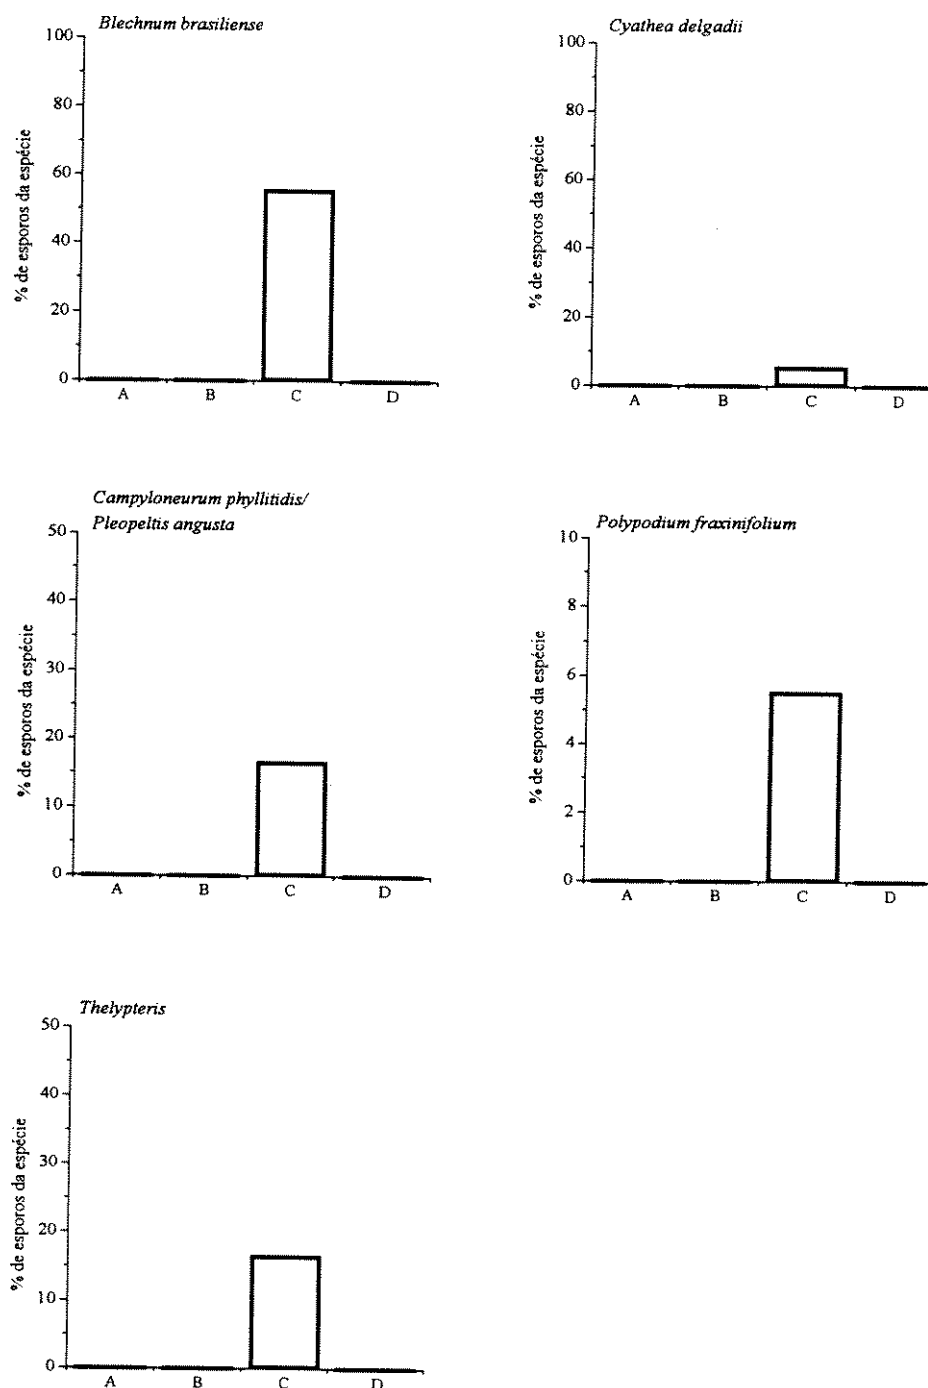 Blechnum brasiliense
100
80
60
40
20
0
% de esporos da espécie
A B C D
Cyathea delgadii
100
80
60
40
20
0
% de esporos da espécie
A B C D
Campyloneurum phyllitidis/
Pleopeltis angusta
50
40
30
20
10
0
% de esporos da espécie
A B C D
Polypodium fraxinifolium
10
8
6
4
2
0
% de esporos da espécie
A B C D
Thelypteris
50
40
30
20
10
0
% de esporos da espécie
A B C D